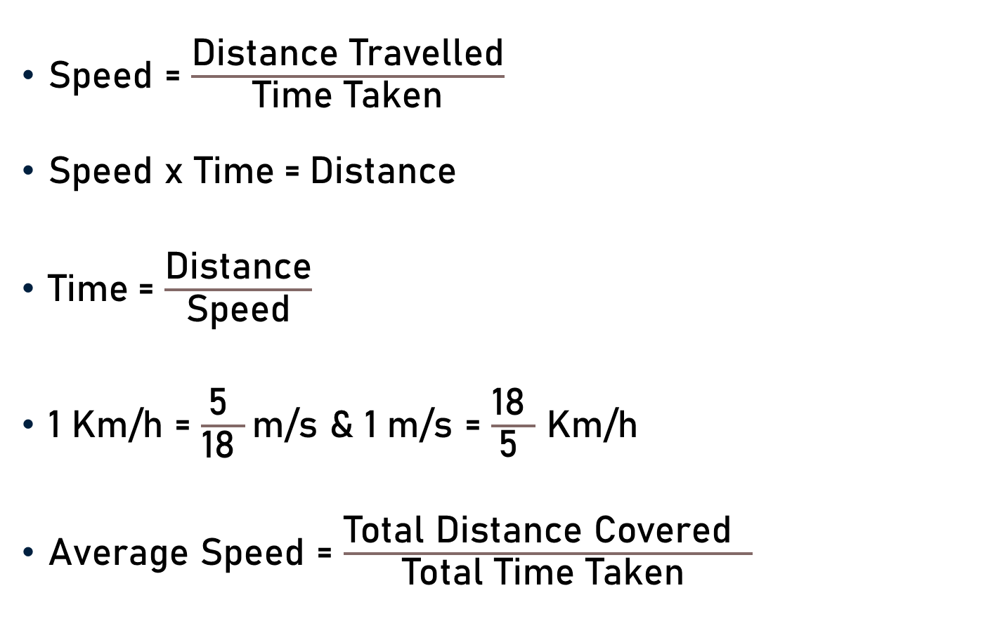 • Speed = Distance Travelled / Time Taken
• Speed x Time = Distance
• Time = Distance / Speed
• 1 Km/h = 5/18 m/s & 1 m/s = 18/5 Km/h
• Average Speed = Total Distance Covered / Total Time Taken